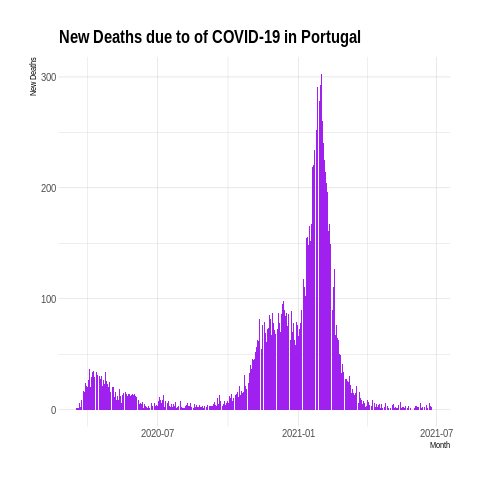 New Deaths due to of COVID-19 in Portugal
New Deaths
300
200
100
0
2020-07
2021-01
2021-07
Month